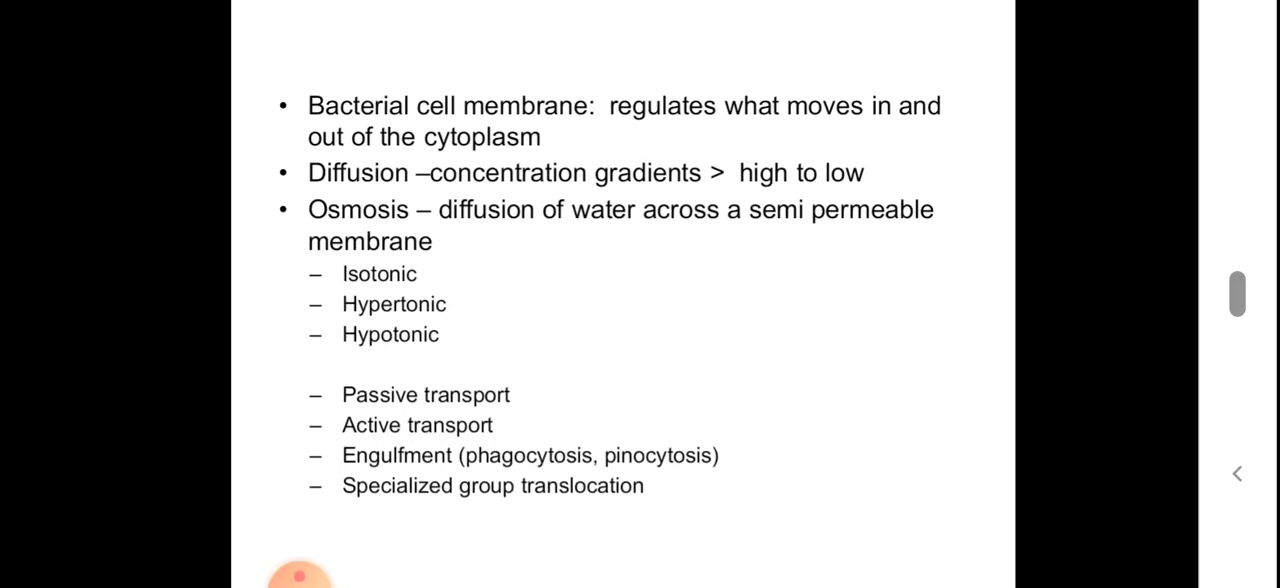 • Bacterial cell membrane:  regulates what moves in and
out of the cytoplasm
• Diffusion –concentration gradients >  high to low
• Osmosis – diffusion of water across a semi permeable
membrane
– Isotonic
– Hypertonic
– Hypotonic
– Passive transport
– Active transport
– Engulfment (phagocytosis, pinocytosis)
– Specialized group translocation